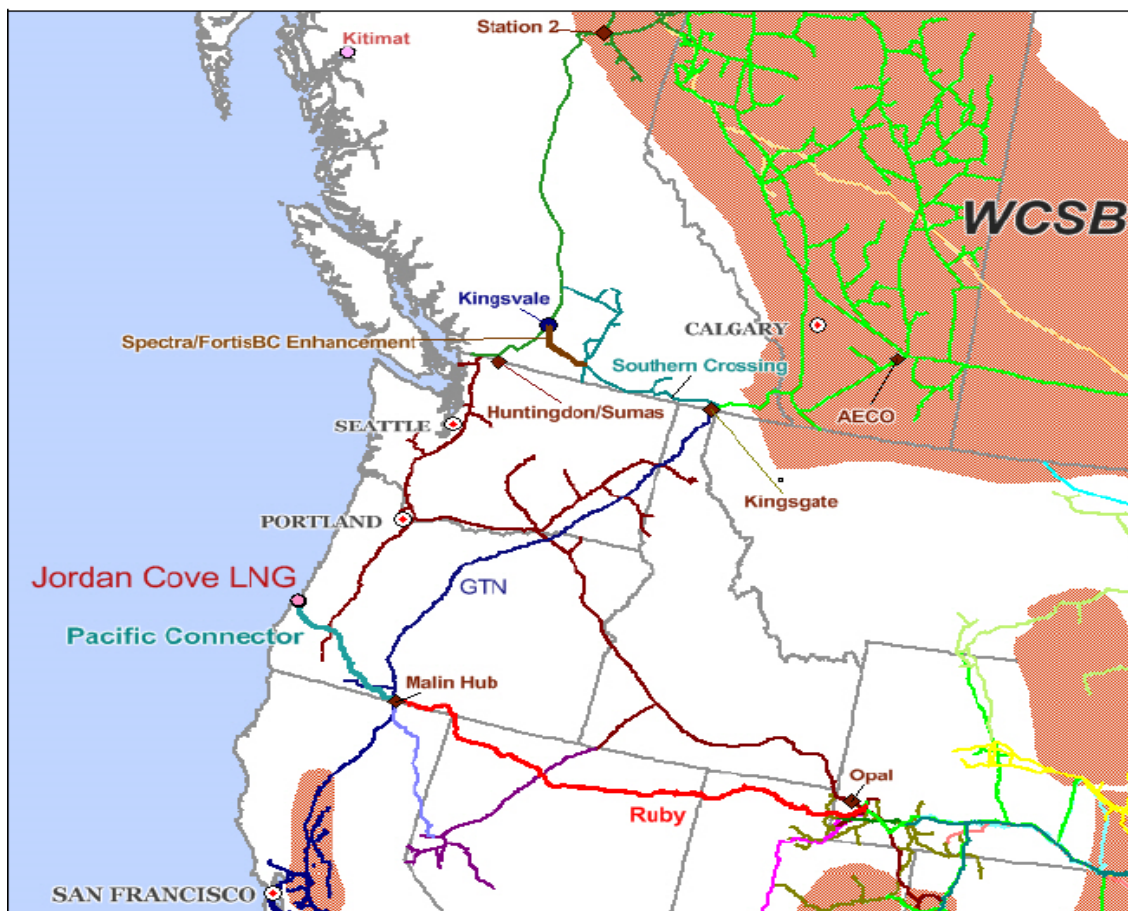 Station 2
Kitimat
WCSB
Kingsvale
CALGARY
Spectra/FortisBC Enhancement
Southern Crossing
Huntingdon/Sumas
AECO
SEATTLE
Kingsgate
PORTLAND
Jordan Cove LNG
GTN
Pacific Connector
Malin Hub
Opal
Ruby
SAN FRANCISCO